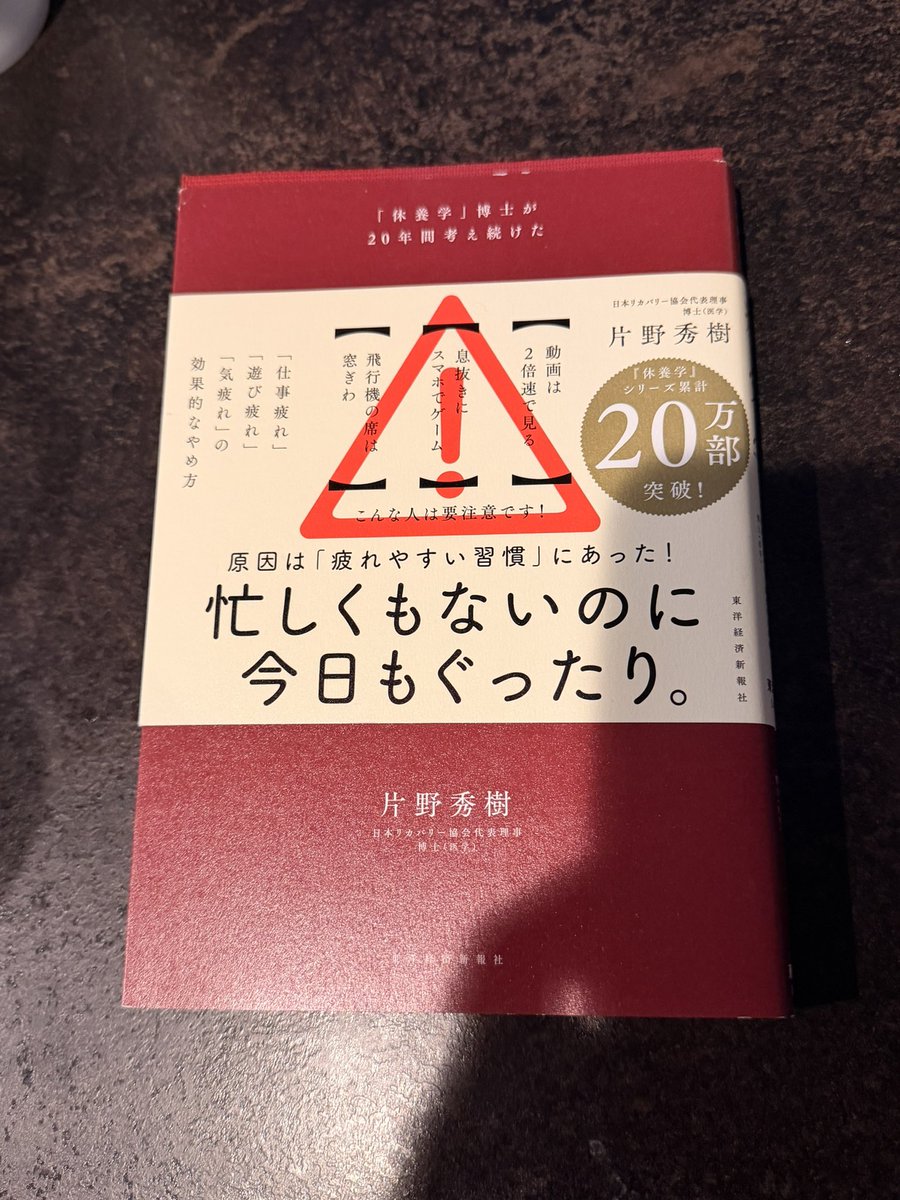 「休養学」博士が
20年間考え続けた
日本リカバリー協会代表理事
博士（医学）
片野秀樹
『休養学』
シリーズ累計
20万部
突破！
動画は
2倍速で見る
息抜きに
スマホでゲーム
飛行機の席は
窓ぎわ
こんな人は要注意です！
「仕事疲れ」
「遊び疲れ」
「気疲れ」の
効果的なやめ方
原因は「疲れやすい習慣」にあった！
忙しくもないのに
今日もぐったり。
東洋経済新報社
片野秀樹
日本リカバリー協会代表理事
博士（医学）
東洋経済新報社